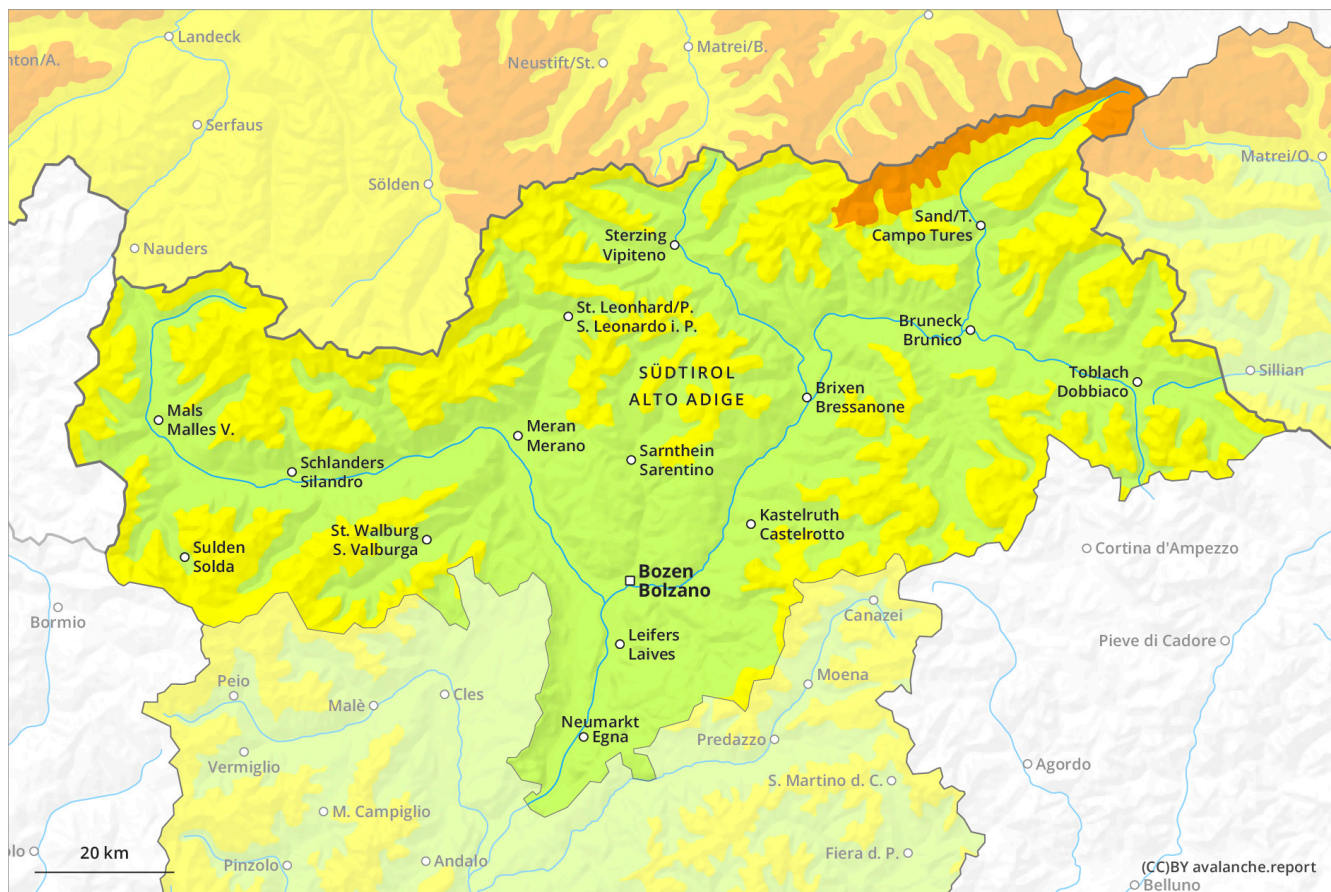 Landeck
nton/A.
Matrei/B.
Neustift/St.
Serfaus
Matrei/O.
Sölden
Sand/T.
Campo Tures
Sterzing
Vipiteno
Nauders
St. Leonhard/P.
S. Leonardo i. P.
Bruneck
Brunico
SÜDTIROL
ALTO ADIGE
Toblach
Dobbiaco
Sillian
Brixen
Bressanone
Mals
Malles V.
Meran
Merano
Sarnthein
Sarentino
Schlanders
Silandro
Kastelruth
Castelrotto
St. Walburg
S. Valburga
Sulden
Solda
Cortina d'Ampezzo
Bozen
Bolzano
Bormio
Canazei
Leifers
Laives
Pieve di Cadore
Moena
Peio
Malè
Cles
Neumarkt
Egna
Predazzo
Vermiglio
Agordo
S. Martino d. C.
M. Campiglio
olo
20 km
Pinzolo
Andalo
Fiera d. P.
(CC)BY avalanche.report
Belluno